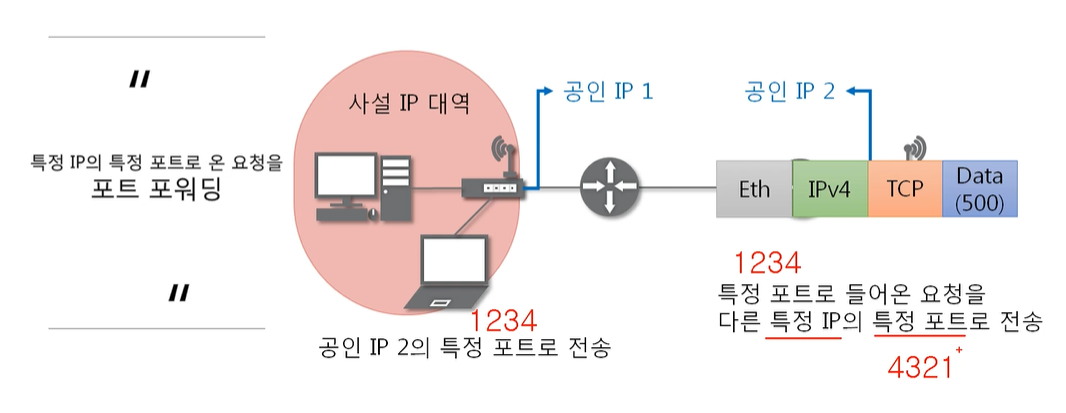 "
특정 IP의 특정 포트로 온 요청을
포트 포워딩
"
사설 IP 대역
공인 IP 1
공인 IP 2
Eth
IPv4
TCP
Data
(500)
1234
공인 IP 2의 특정 포트로 전송
1234
특정 포트로 들어온 요청을
다른 특정 IP의 특정 포트로 전송
4321